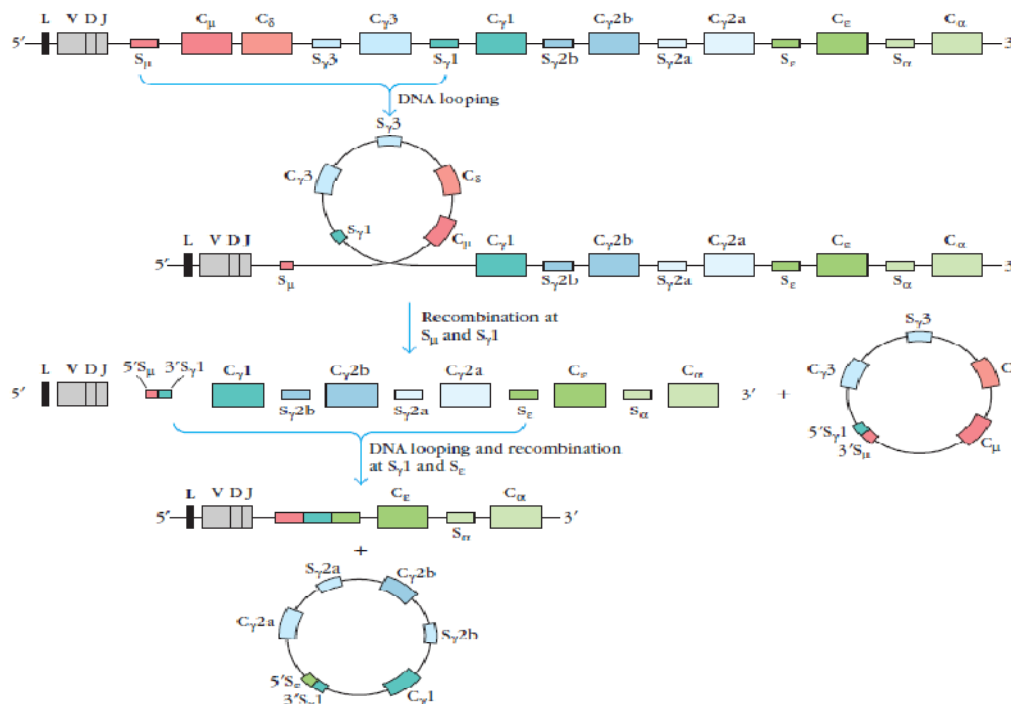 L V D J Cμ Cδ Cγ3 Cγ1 Cγ2b Cγ2a Cε Cα
5′ 3′
Sμ Sγ3 Sγ1 Sγ2b Sγ2a Sε Sα
DNA looping
Sγ3
Cγ3 Cδ
Sγ1 Cμ
L V D J Cγ1 Cγ2b Cγ2a Cε Cα
5′ 3′
Sμ Sγ2b Sγ2a Sε Sα
Recombination at
Sμ and Sγ1
L V D J 5′Sμ 3′Sγ1 Cγ1 Cγ2b Cγ2a Cε Cα
5′ 3′ +
Sγ2b Sγ2a Sε Sα
Sγ3
Cγ3 C
5′Sγ1
3′Sμ Cμ
DNA looping and recombination
at Sγ1 and Sε
L V D J Cε Cα
5′ 3′
Sα
+
Sγ2a Cγ2b
Cγ2a Sγ2b
5′Sε
3′Sγ1 Cγ1